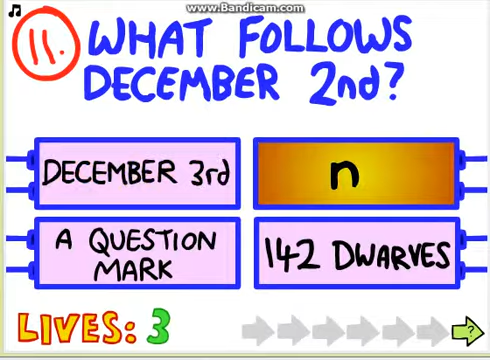 www.Bandicam.com
11.
WHAT FOLLOWS
DECEMBER 2nd?
DECEMBER 3rd
n
A QUESTION
MARK
142 DWARVES
LIVES: 3
?